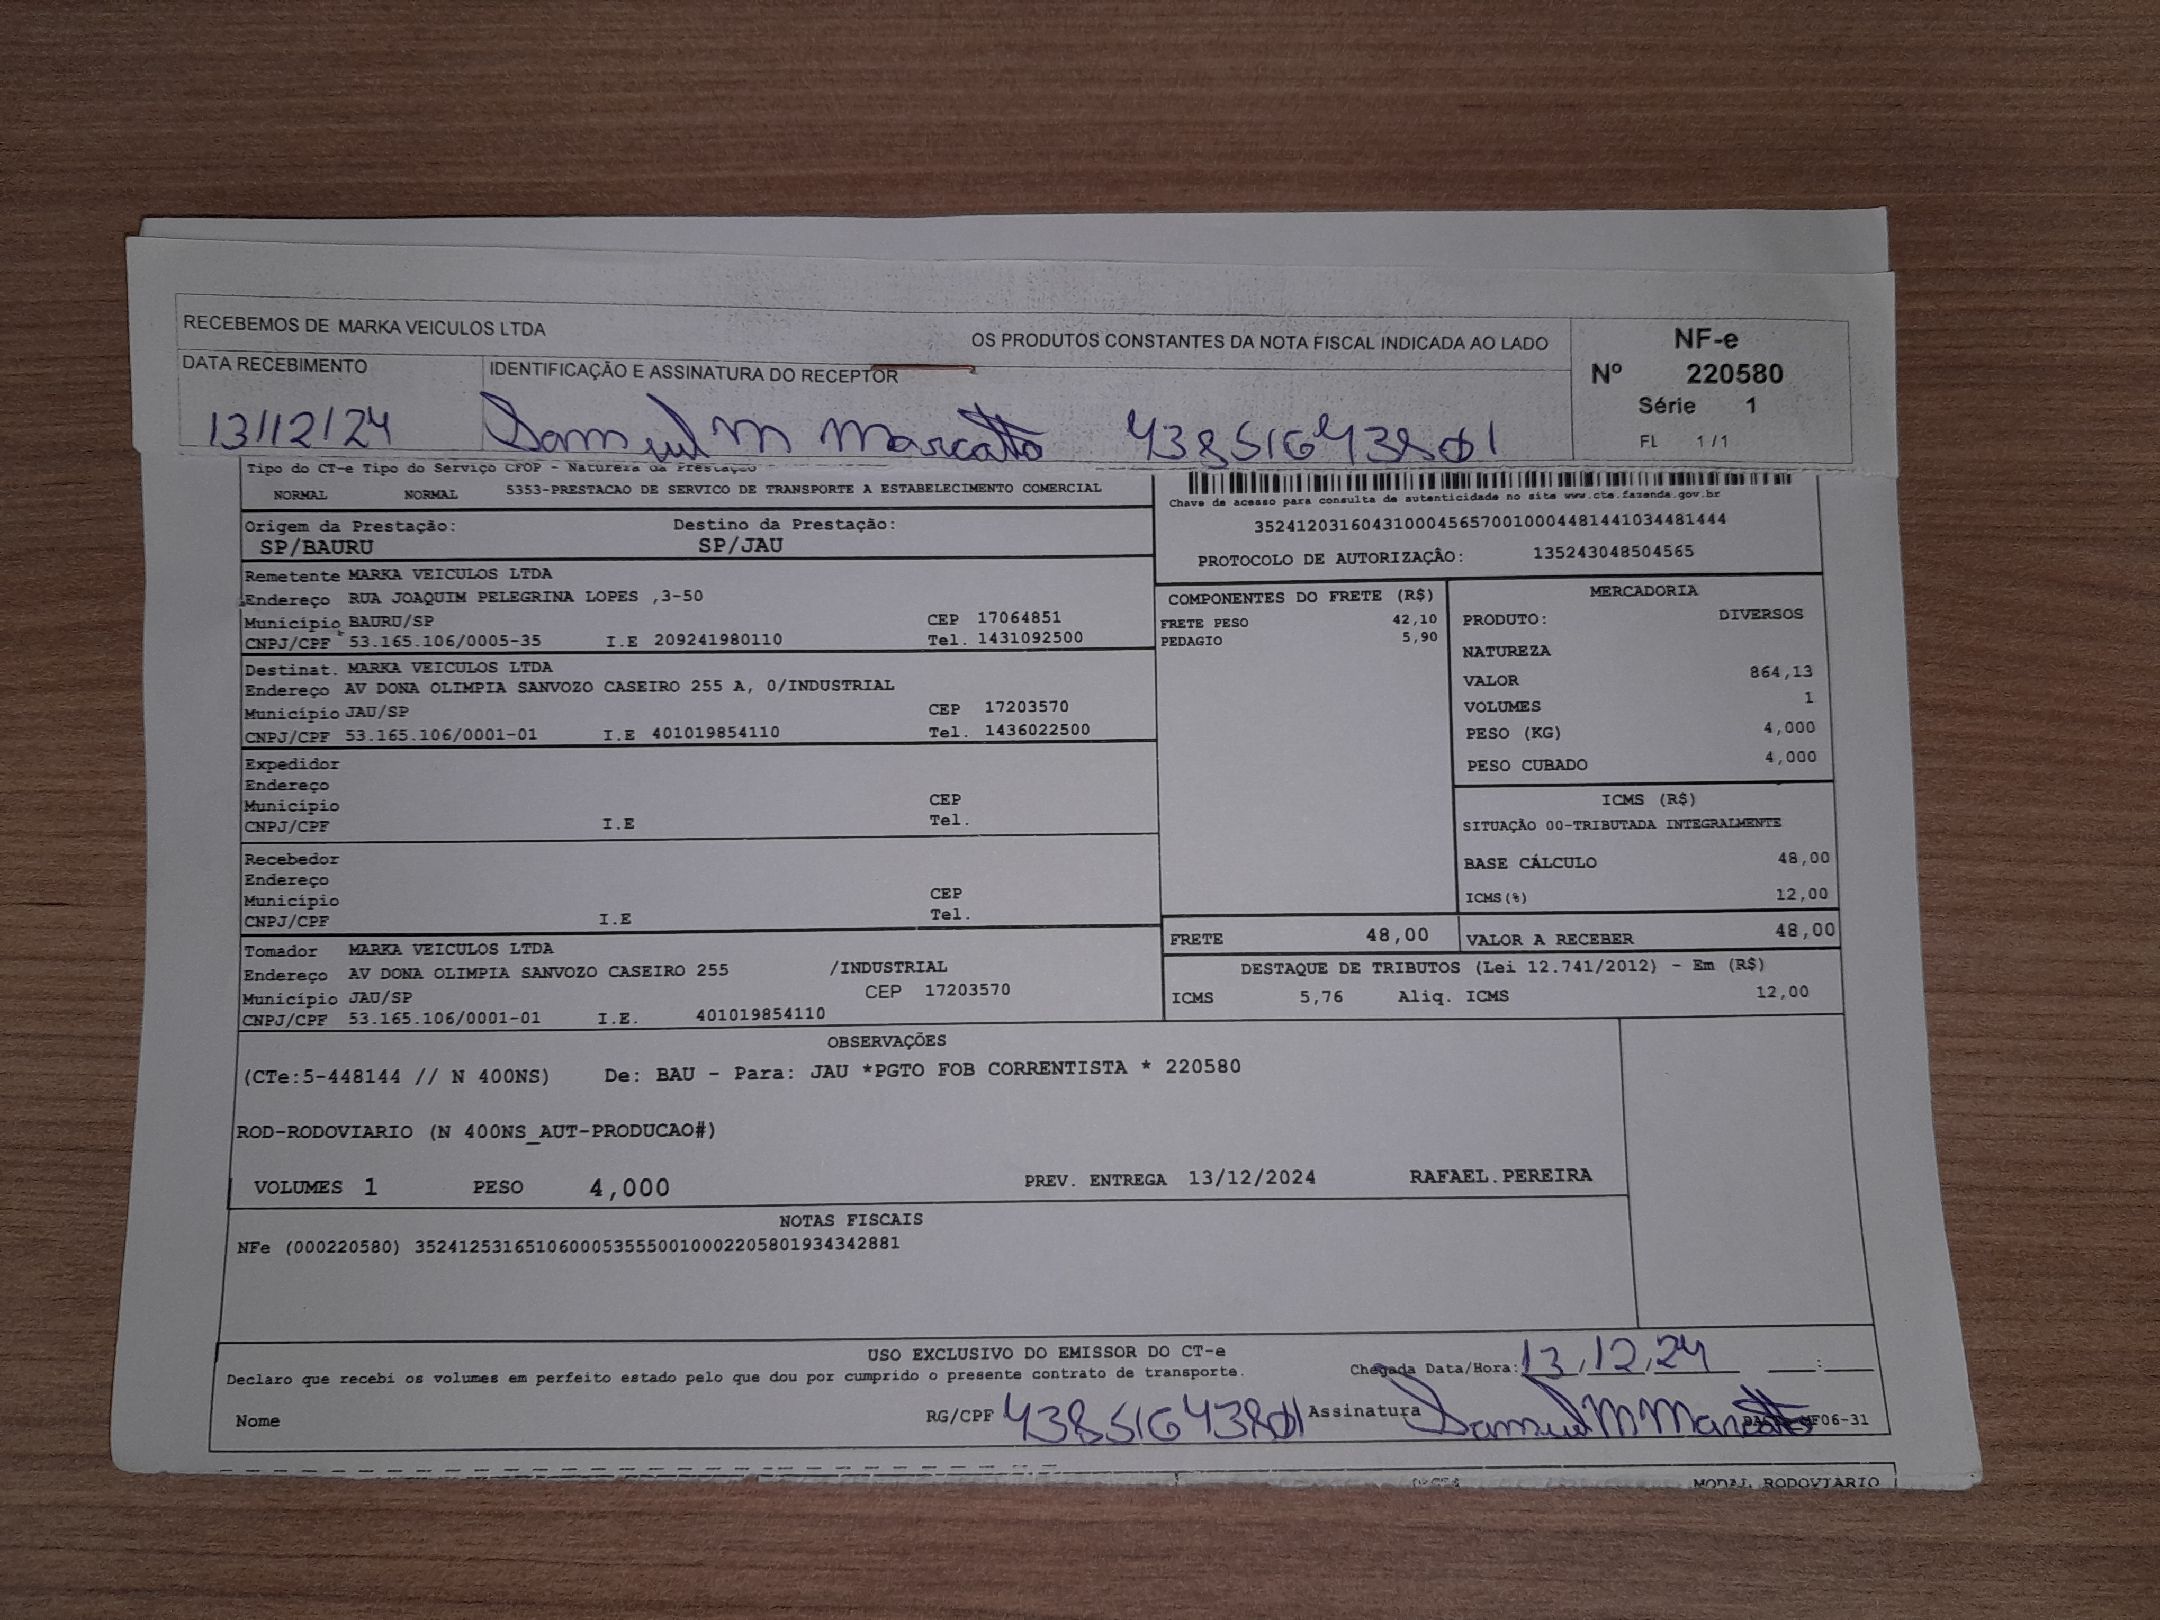 RECEBEMOS DE MARKA VEICULOS LTDA OS PRODUTOS CONSTANTES DA NOTA FISCAL INDICADA AO LADO
NF-e
Nº 220580
Série 1
FL 1 / 1
DATA RECEBIMENTO IDENTIFICAÇÃO E ASSINATURA DO RECEPTOR
13/12/24 Samuel M Marcatto 43851643801
Tipo do CT-e Tipo do Serviço CFOP - Natureza da Prestação
NORMAL NORMAL 5353-PRESTACAO DE SERVICO DE TRANSPORTE A ESTABELECIMENTO COMERCIAL
Chave de acesso para consulta de autenticidade no site www.cte.fazenda.gov.br
35241203160431000456570010004481441034481444
PROTOCOLO DE AUTORIZAÇÃO: 135243048504565
Origem da Prestação: Destino da Prestação:
SP/BAURU SP/JAU
Remetente MARKA VEICULOS LTDA
Endereço RUA JOAQUIM PELEGRINA LOPES ,3-50
Município BAURU/SP CEP 17064851
CNPJ/CPF 53.165.106/0005-35 I.E 209241980110 Tel. 1431092500
Destinat. MARKA VEICULOS LTDA
Endereço AV DONA OLIMPIA SANVOZO CASEIRO 255 A, 0/INDUSTRIAL
Município JAU/SP CEP 17203570
CNPJ/CPF 53.165.106/0001-01 I.E 401019854110 Tel. 1436022500
Expedidor
Endereço
Município CEP
CNPJ/CPF I.E Tel.
Recebedor
Endereço
Município CEP
CNPJ/CPF I.E Tel.
Tomador MARKA VEICULOS LTDA
Endereço AV DONA OLIMPIA SANVOZO CASEIRO 255 /INDUSTRIAL
Município JAU/SP CEP 17203570
CNPJ/CPF 53.165.106/0001-01 I.E. 401019854110
COMPONENTES DO FRETE (R$)
FRETE PESO 42,10
PEDAGIO 5,90
MERCADORIA
PRODUTO: DIVERSOS
NATUREZA
VALOR 864,13
VOLUMES 1
PESO (KG) 4,000
PESO CUBADO 4,000
ICMS (R$)
SITUAÇÃO 00-TRIBUTADA INTEGRALMENTE
BASE CÁLCULO 48,00
ICMS(%) 12,00
FRETE 48,00 VALOR A RECEBER 48,00
DESTAQUE DE TRIBUTOS (Lei 12.741/2012) - Em (R$)
ICMS 5,76 Aliq. ICMS 12,00
OBSERVAÇÕES
(CTe:5-448144 // N 400NS) De: BAU - Para: JAU *PGTO FOB CORRENTISTA * 220580
ROD-RODOVIARIO (N 400NS_AUT-PRODUCAO#)
VOLUMES 1 PESO 4,000 PREV. ENTREGA 13/12/2024 RAFAEL.PEREIRA
NOTAS FISCAIS
NFe (000220580) 35241253165106000535550010002205801934342881
USO EXCLUSIVO DO EMISSOR DO CT-e
Declaro que recebi os volumes em perfeito estado pelo que dou por cumprido o presente contrato de transporte.
Chegada Data/Hora: 13/12/24 __:__
Nome RG/CPF 43851643801 Assinatura Samuel M Marcatto
MODAL RODOVIARIO